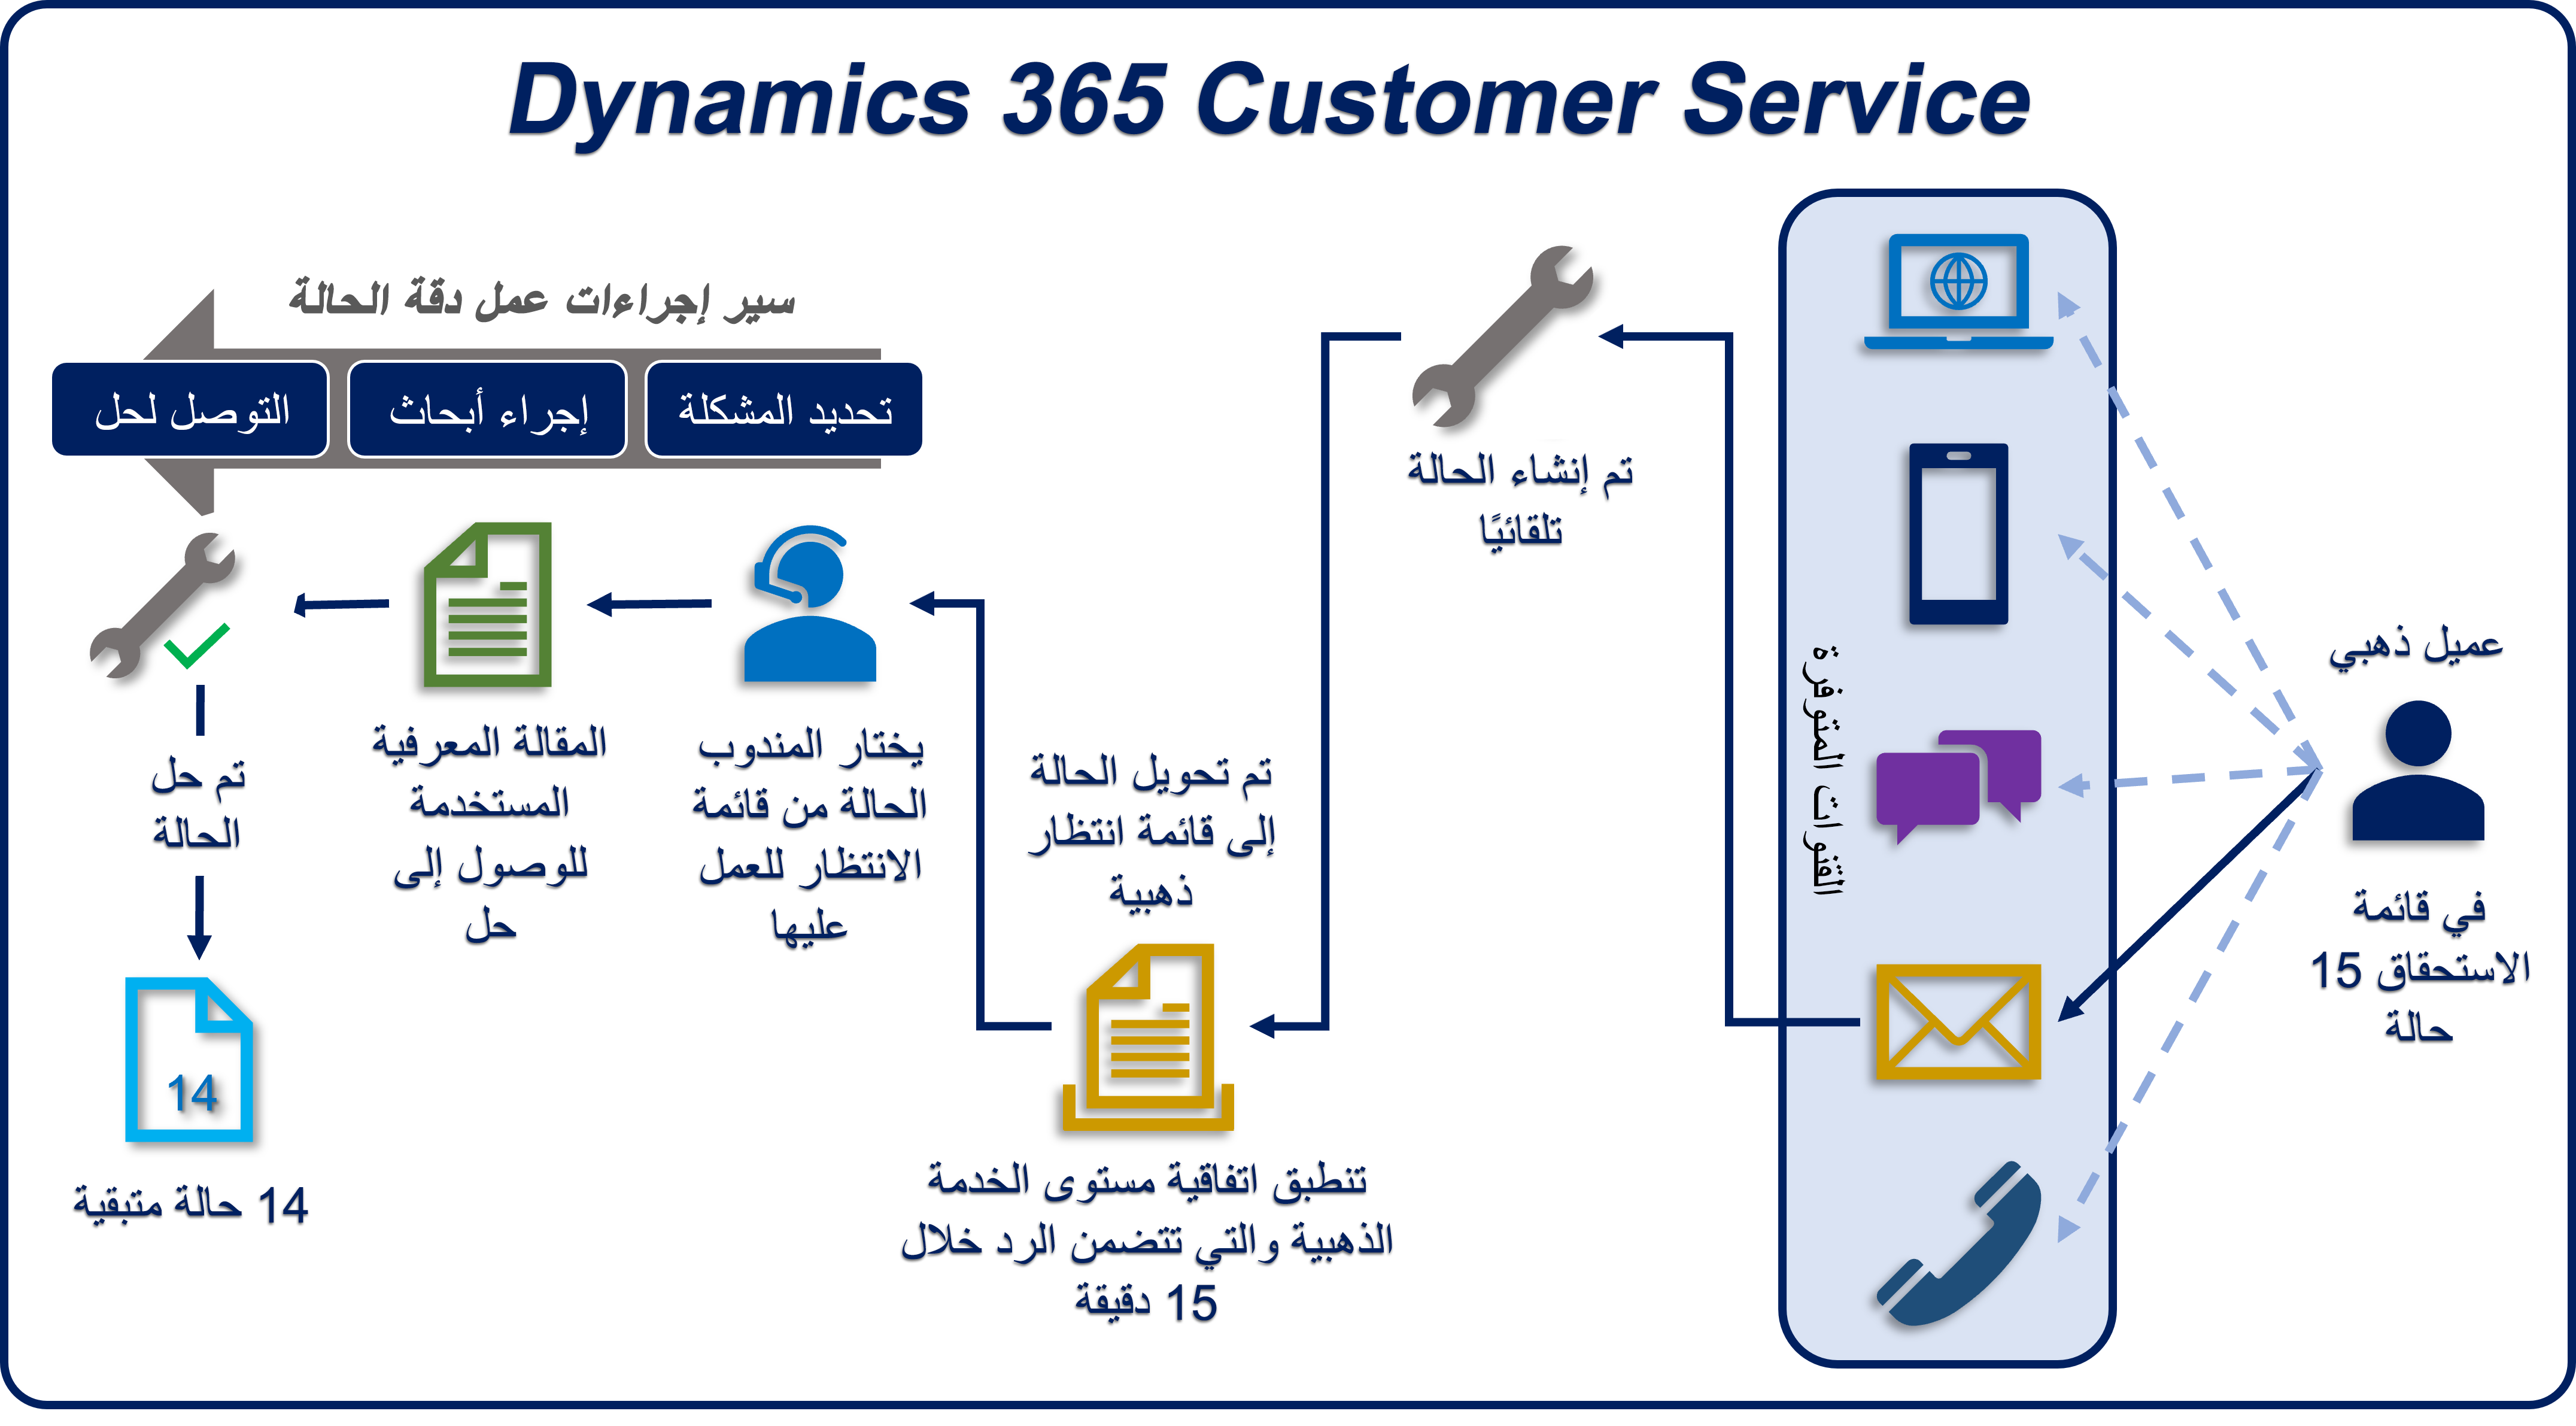 Dynamics 365 Customer Service
عميل ذهبي
في قائمة
الاستحقاق 15
حالة
القنوات المتوفرة
تم إنشاء الحالة
تلقائيًا
تم تحويل الحالة
إلى قائمة انتظار
ذهبية
تنطبق اتفاقية مستوى الخدمة
الذهبية والتي تتضمن الرد خلال
15 دقيقة
سير إجراءات عمل دقة الحالة
تحديد المشكلة
إجراء أبحاث
التوصل لحل
يختار المندوب
الحالة من قائمة
الانتظار للعمل
عليها
المقالة المعرفية
المستخدمة
للوصول إلى
حل
تم حل
الحالة
14
14 حالة متبقية